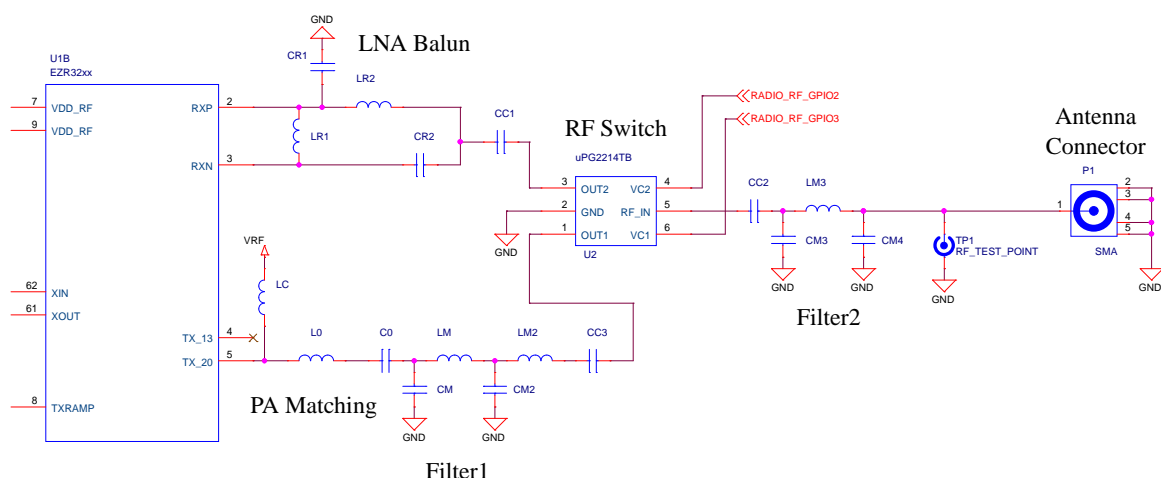 GND
LNA Balun
U1B
EZR32xx
CR1
LR2
7 VDD_RF
RXP 2
RADIO_RF_GPIO2
9 VDD_RF
CC1
RF Switch
RADIO_RF_GPIO3
Antenna
Connector
LR1
CR2
uPG2214TB
P1
RXN 3
3 OUT2 VC2 4
CC2
LM3
2
3
2 GND RF_IN 5
1
4
1 OUT1 VC1 6
5
VRF
GND
U2
CM3
CM4
TP1
RF_TEST_POINT
SMA
LC
GND
GND
GND
GND
62 XIN
61 XOUT
Filter2
TX_13 4
L0
C0
LM
LM2
CC3
TX_20 5
CM
CM2
8 TXRAMP
PA Matching
GND
GND
Filter1